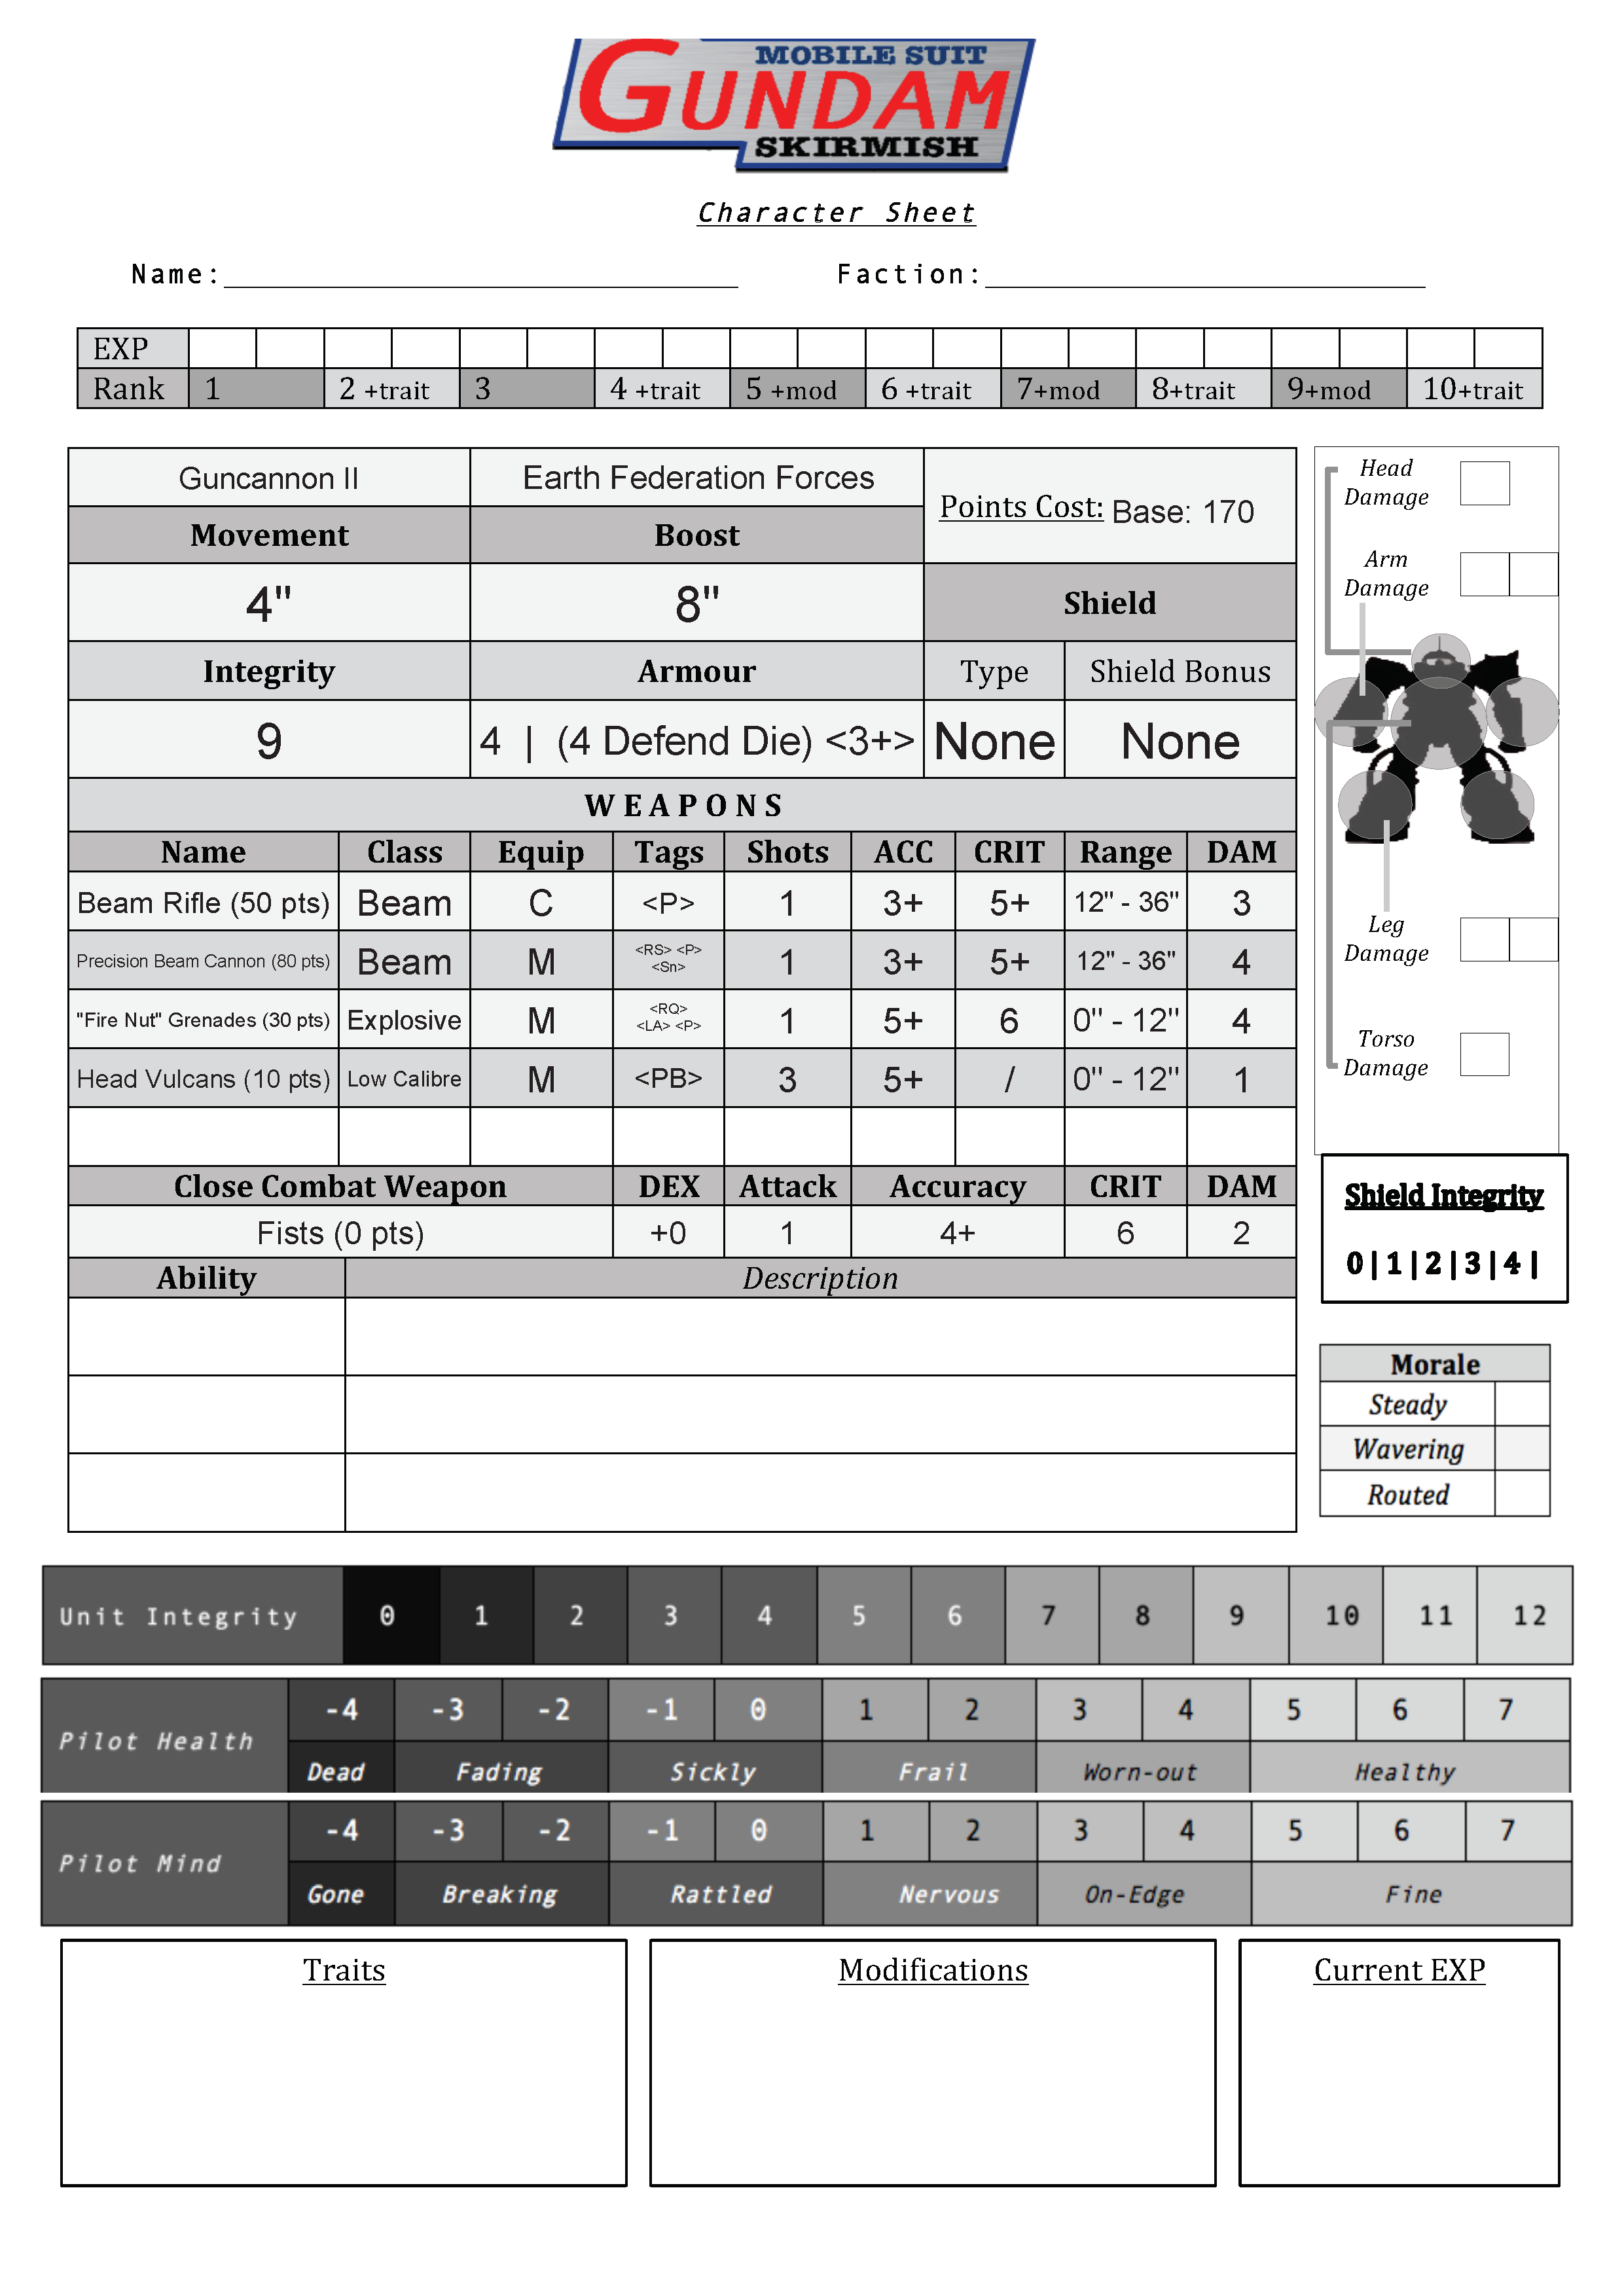 MOBILE SUIT
GUNDAM
SKIRMISH
Character Sheet
Name: Faction:
EXP
Rank 1 2 +trait 3 4 +trait 5 +mod 6 +trait 7+mod 8+trait 9+mod 10+trait
Guncannon II Earth Federation Forces Points Cost: Base: 170
Movement Boost
4" 8" Shield
Integrity Armour Type Shield Bonus
9 4 | (4 Defend Die) <3+> None None
WEAPONS
Name Class Equip Tags Shots ACC CRIT Range DAM
Beam Rifle (50 pts) Beam C <P> 1 3+ 5+ 12" - 36" 3
Precision Beam Cannon (80 pts) Beam M <RS> <P> <Sn> 1 3+ 5+ 12" - 36" 4
"Fire Nut" Grenades (30 pts) Explosive M <RQ> <LA> <P> 1 5+ 6 0" - 12" 4
Head Vulcans (10 pts) Low Calibre M <PB> 3 5+ / 0" - 12" 1
Close Combat Weapon DEX Attack Accuracy CRIT DAM
Fists (0 pts) +0 1 4+ 6 2
Ability Description
Head
Damage
Arm
Damage
Leg
Damage
Torso
Damage
Shield Integrity
0 | 1 | 2 | 3 | 4 |
Morale
Steady
Wavering
Routed
Unit Integrity 0 1 2 3 4 5 6 7 8 9 10 11 12
Pilot Health -4 -3 -2 -1 0 1 2 3 4 5 6 7
Dead Fading Sickly Frail Worn-out Healthy
Pilot Mind -4 -3 -2 -1 0 1 2 3 4 5 6 7
Gone Breaking Rattled Nervous On-Edge Fine
Traits Modifications Current EXP